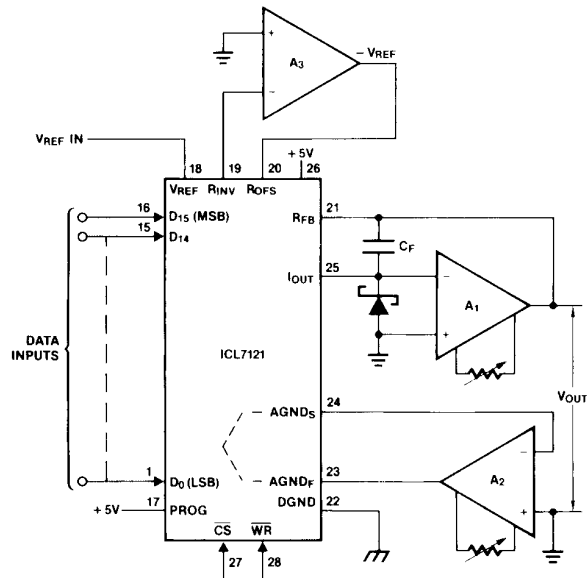 A3
+
−
− VREF
VREF IN
18
19
20
+ 5V
26
VREF
RINV
ROFS
16
D15 (MSB)
15
D14
DATA
INPUTS
ICL7121
RFB
21
CF
IOUT
25
−
A1
+
VOUT
AGNDS
24
−
A2
+
AGNDF
23
DGND
22
1
D0 (LSB)
17
+ 5V
PROG
CS
WR
27
28